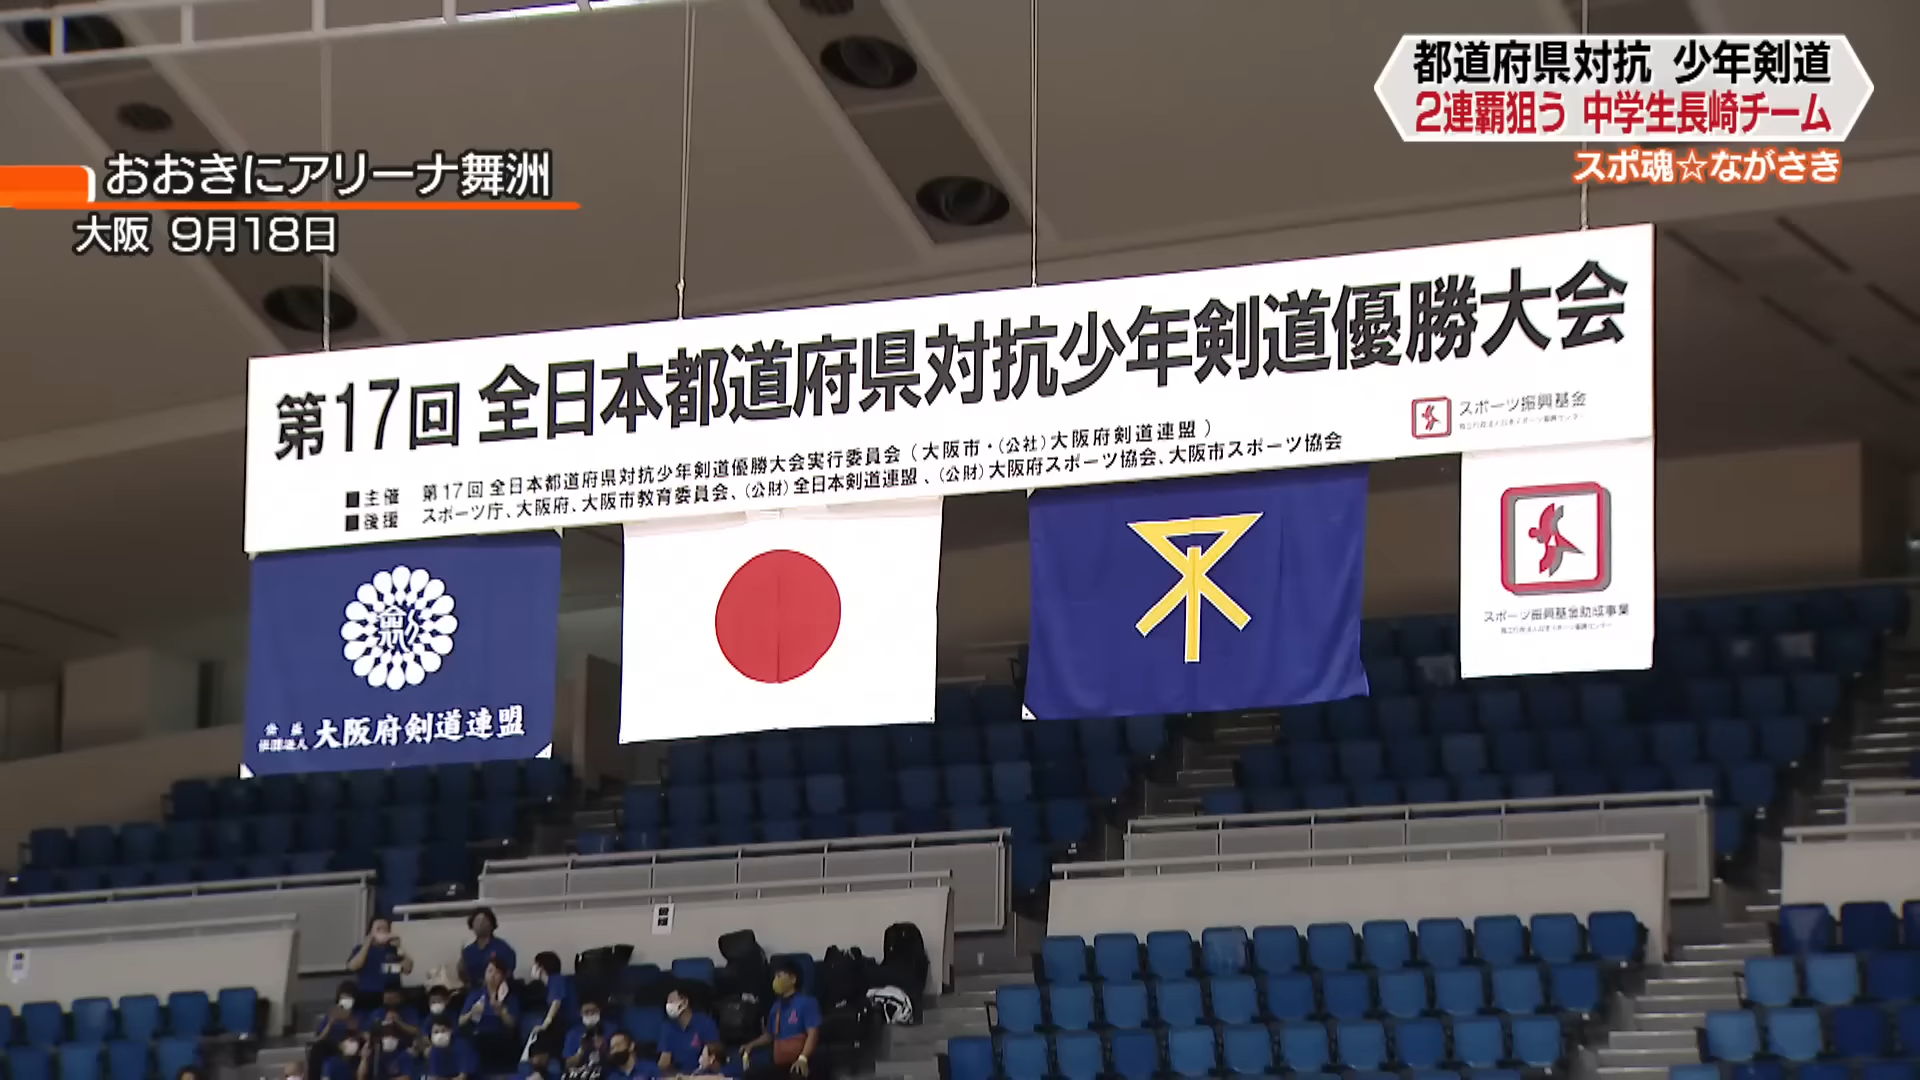 都道府県対抗 少年剣道
2連覇狙う 中学生長崎チーム
スポ魂☆ながさき
おおきにアリーナ舞洲
大阪 9月18日
第17回 全日本都道府県対抗少年剣道優勝大会
■主催 第17回 全日本都道府県対抗少年剣道優勝大会実行委員会(大阪市・(公社)大阪府剣道連盟)
■後援 スポーツ庁、大阪府、大阪市教育委員会、(公財)全日本剣道連盟、(公財)大阪府スポーツ協会、大阪市スポーツ協会
スポーツ振興基金
大阪府剣道連盟
スポーツ振興基金助成事業